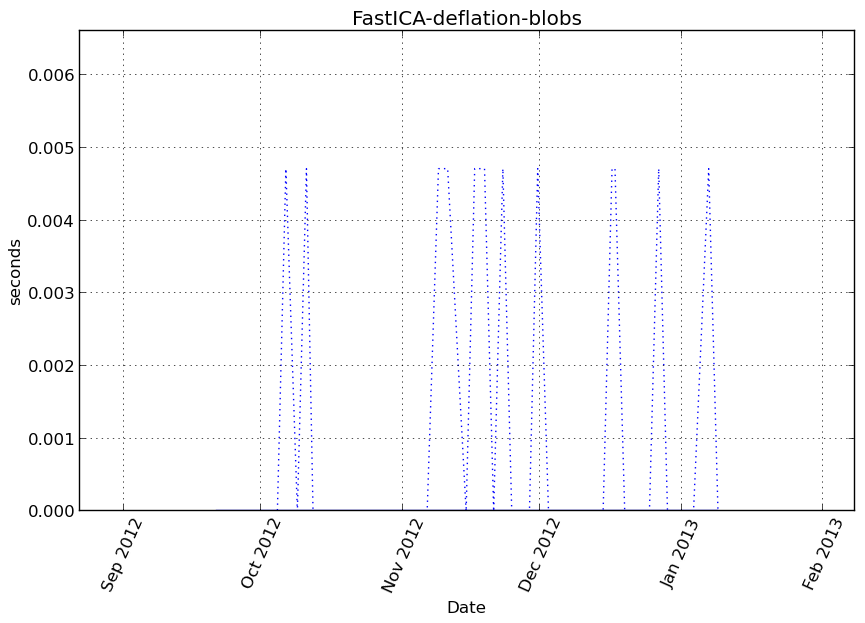 FastICA-deflation-blobs
0.006
0.005
0.004
0.003
0.002
0.001
0.000
seconds
Sep 2012
Oct 2012
Nov 2012
Dec 2012
Jan 2013
Feb 2013
Date